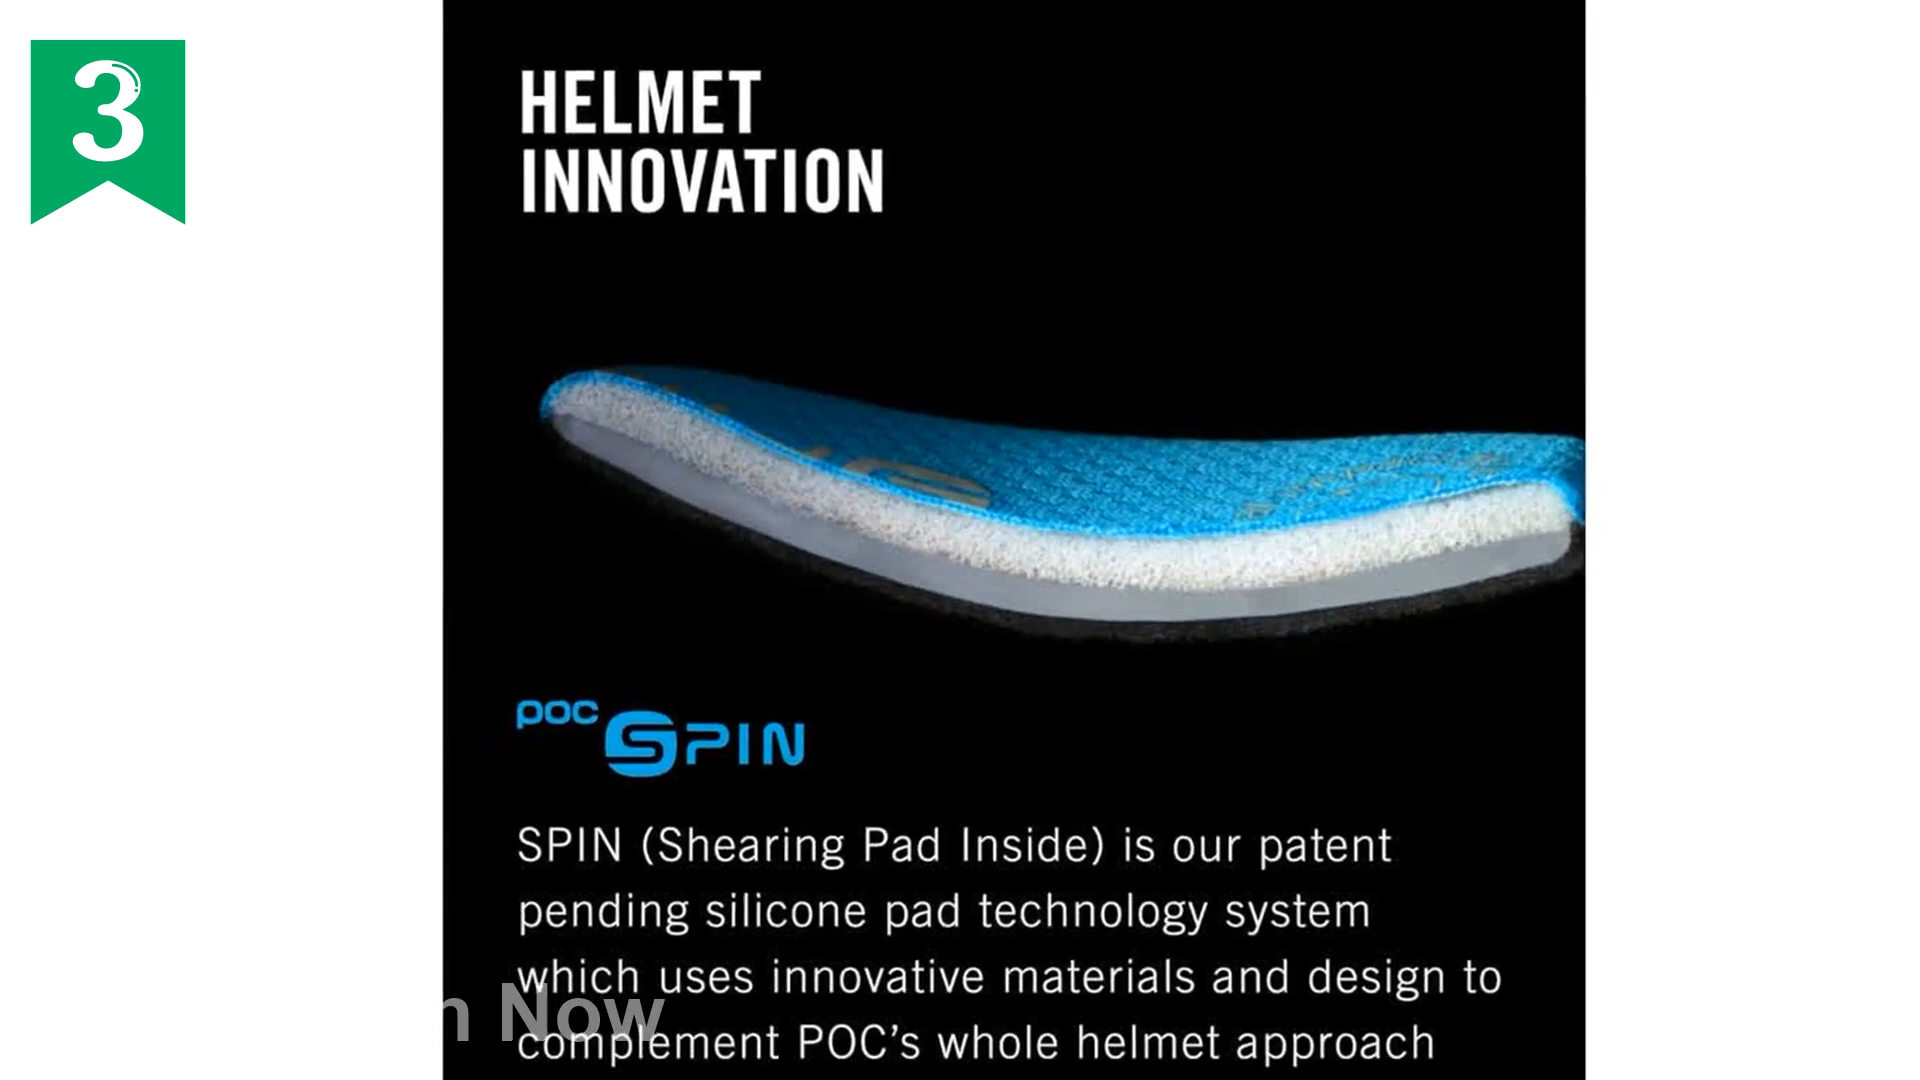 3
HELMET
INNOVATION
poc SPIN
SPIN (Shearing Pad Inside) is our patent
pending silicone pad technology system
which uses innovative materials and design to
n Now
complement POC's whole helmet approach